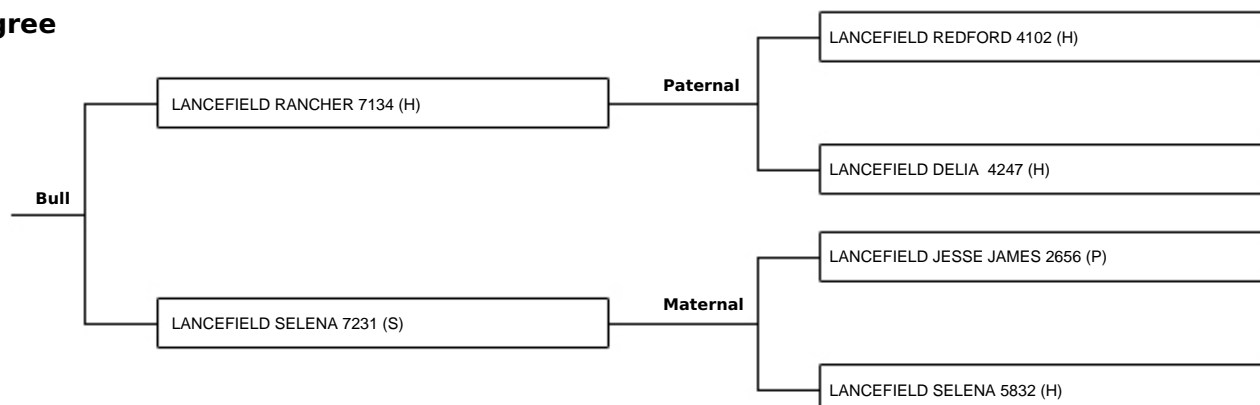 LANCEFIELD REDFORD 4102 (H)
Paternal
LANCEFIELD RANCHER 7134 (H)
LANCEFIELD DELIA  4247 (H)
Bull
LANCEFIELD JESSE JAMES 2656 (P)
Maternal
LANCEFIELD SELENA 7231 (S)
LANCEFIELD SELENA 5832 (H)